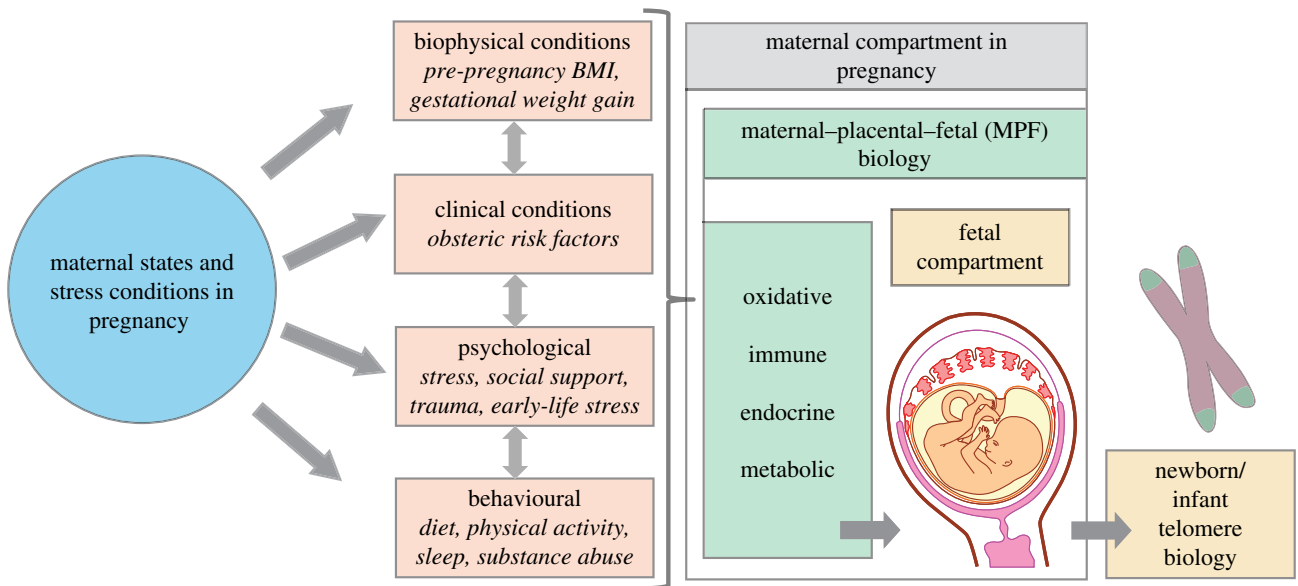 maternal states and
stress conditions in
pregnancy
biophysical conditions
pre-pregnancy BMI,
gestational weight gain
clinical conditions
obsteric risk factors
psychological
stress, social support,
trauma, early-life stress
behavioural
diet, physical activity,
sleep, substance abuse
maternal compartment in
pregnancy
maternal–placental–fetal (MPF)
biology
oxidative
immune
endocrine
metabolic
fetal
compartment
newborn/
infant
telomere
biology